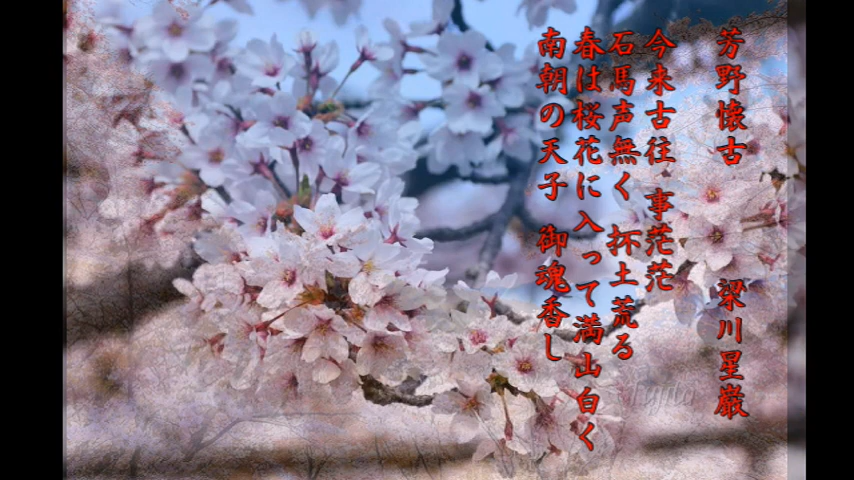 芳野懐古 梁川星巌
今来古往 事茫茫
石馬声無く 抔土荒る
春は桜花に入って満山白く
南朝の天子 御魂香し
Fujita